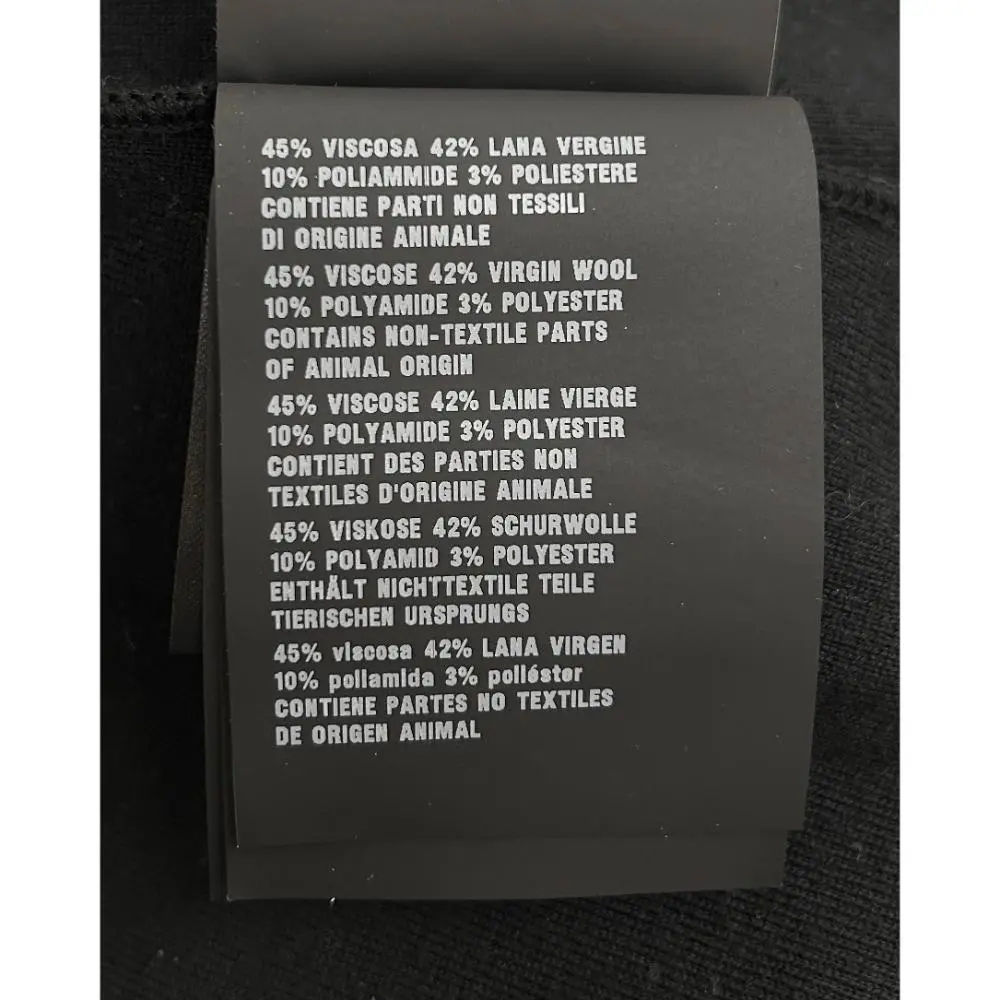 45% VISCOSA 42% LANA VERGINE
10% POLIAMMIDE 3% POLIESTERE
CONTIENE PARTI NON TESSILI
DI ORIGINE ANIMALE
45% VISCOSE 42% VIRGIN WOOL
10% POLYAMIDE 3% POLYESTER
CONTAINS NON-TEXTILE PARTS
OF ANIMAL ORIGIN
45% VISCOSE 42% LAINE VIERGE
10% POLYAMIDE 3% POLYESTER
CONTIENT DES PARTIES NON
TEXTILES D'ORIGINE ANIMALE
45% VISKOSE 42% SCHURWOLLE
10% POLYAMID 3% POLYESTER
ENTHÄLT NICHTTEXTILE TEILE
TIERISCHEN URSPRUNGS
45% viscosa 42% LANA VIRGEN
10% poliamida 3% poliéster
CONTIENE PARTES NO TEXTILES
DE ORIGEN ANIMAL